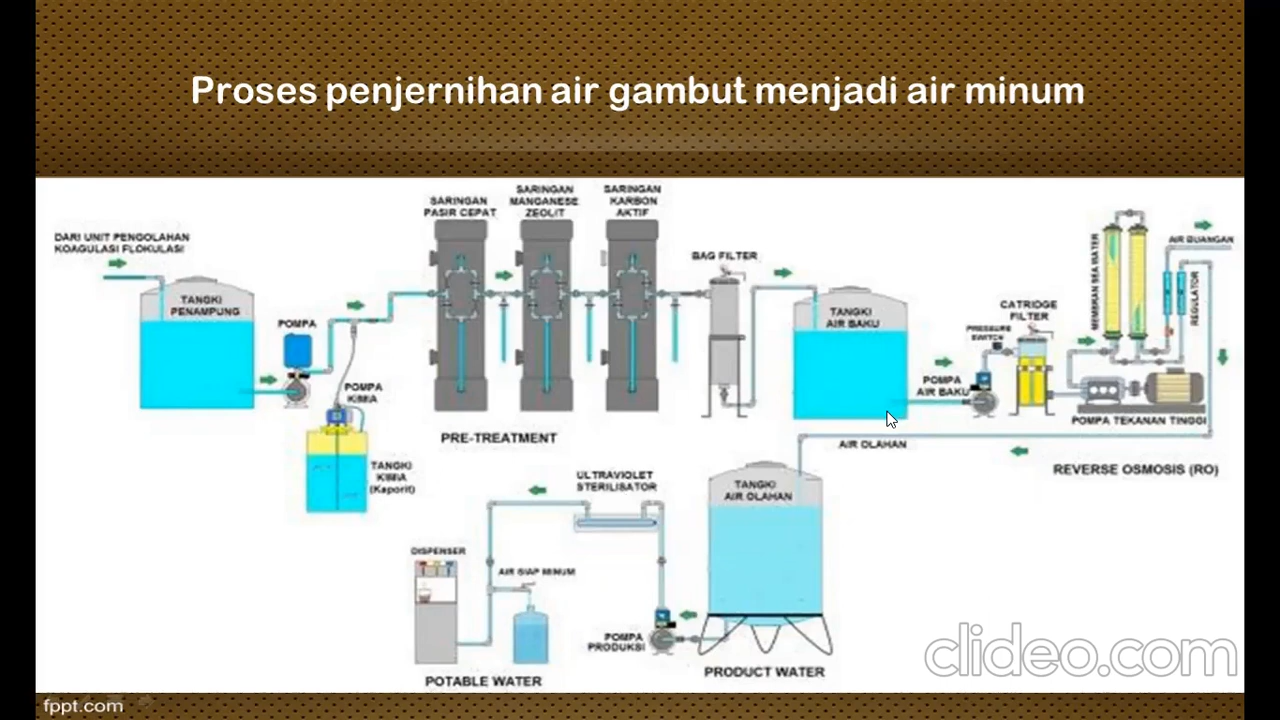 Proses penjernihan air gambut menjadi air minum
DARI UNIT PENGOLAHAN
KOAGULASI FLOKULASI
TANGKI
PENAMPUNG
POMPA
POMPA
KIMIA
TANGKI
KIMIA
(Kaporit)
SARINGAN
PASIR CEPAT
SARINGAN
MANGANESE
ZEOLIT
SARINGAN
KARBON
AKTIF
PRE-TREATMENT
BAG FILTER
TANGKI
AIR BAKU
POMPA
AIR BAKU
PRESSURE
SWITCH
CATRIDGE
FILTER
MEMBRAN SEA WATER
AIR BUANGAN
REGULATOR
POMPA TEKANAN TINGGI
REVERSE OSMOSIS (RO)
AIR OLAHAN
TANGKI
AIR OLAHAN
PRODUCT WATER
POMPA
PRODUKSI
ULTRAVIOLET
STERILISATOR
DISPENSER
AIR SIAP MINUM
POTABLE WATER
clideo.com
fppt.com